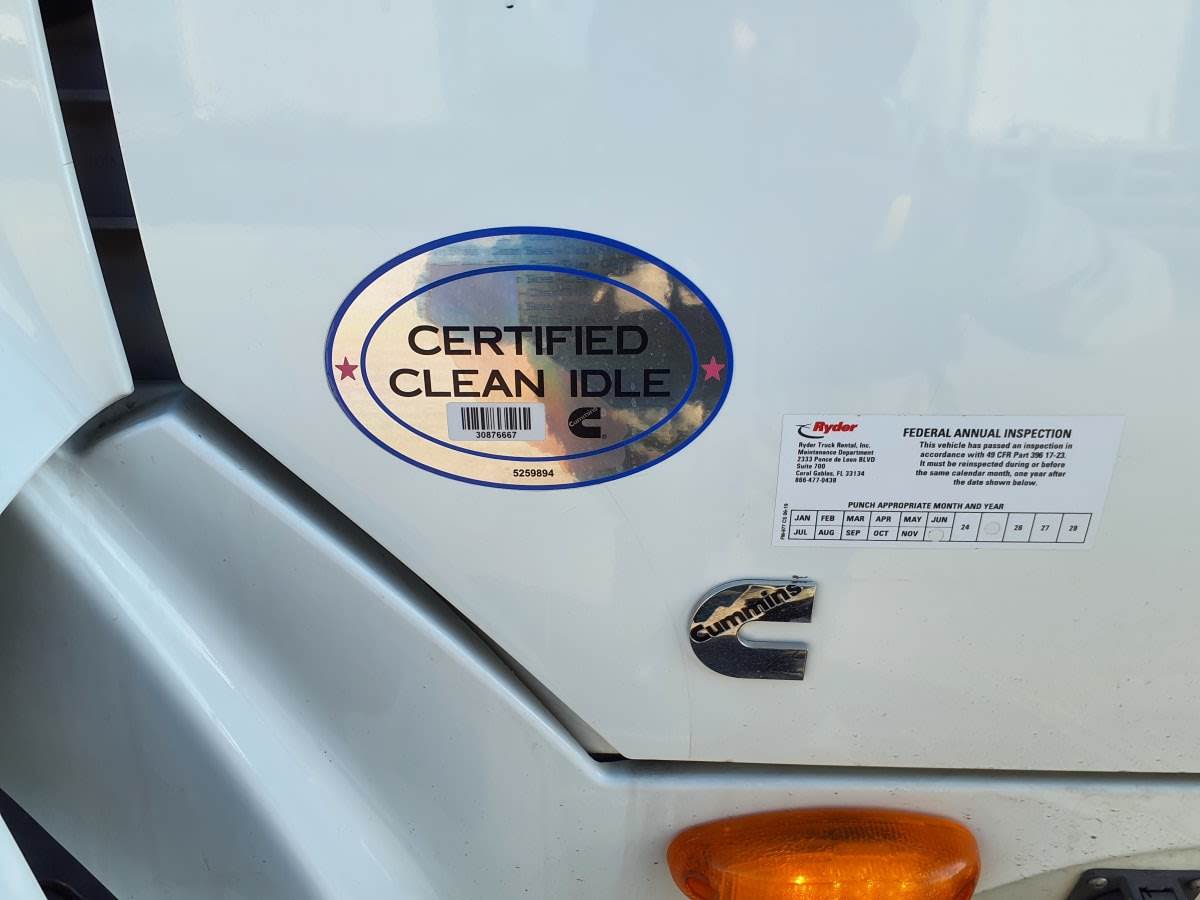 CERTIFIED
CLEAN IDLE
30876667
Cummins
5259894
Ryder
Ryder Truck Rental, Inc.
Maintenance Department
2333 Ponce de Leon BLVD
Suite 700
Coral Gables, FL 33134
866-477-0439
FEDERAL ANNUAL INSPECTION
This vehicle has passed an inspection in
accordance with 49 CFR Part 396 17-23.
It must be reinspected during or before
the same calendar month, one year after
the date shown below.
PUNCH APPROPRIATE MONTH AND YEAR
JAN FEB MAR APR MAY JUN
JUL AUG SEP OCT NOV
24 26 27 28
Cummins